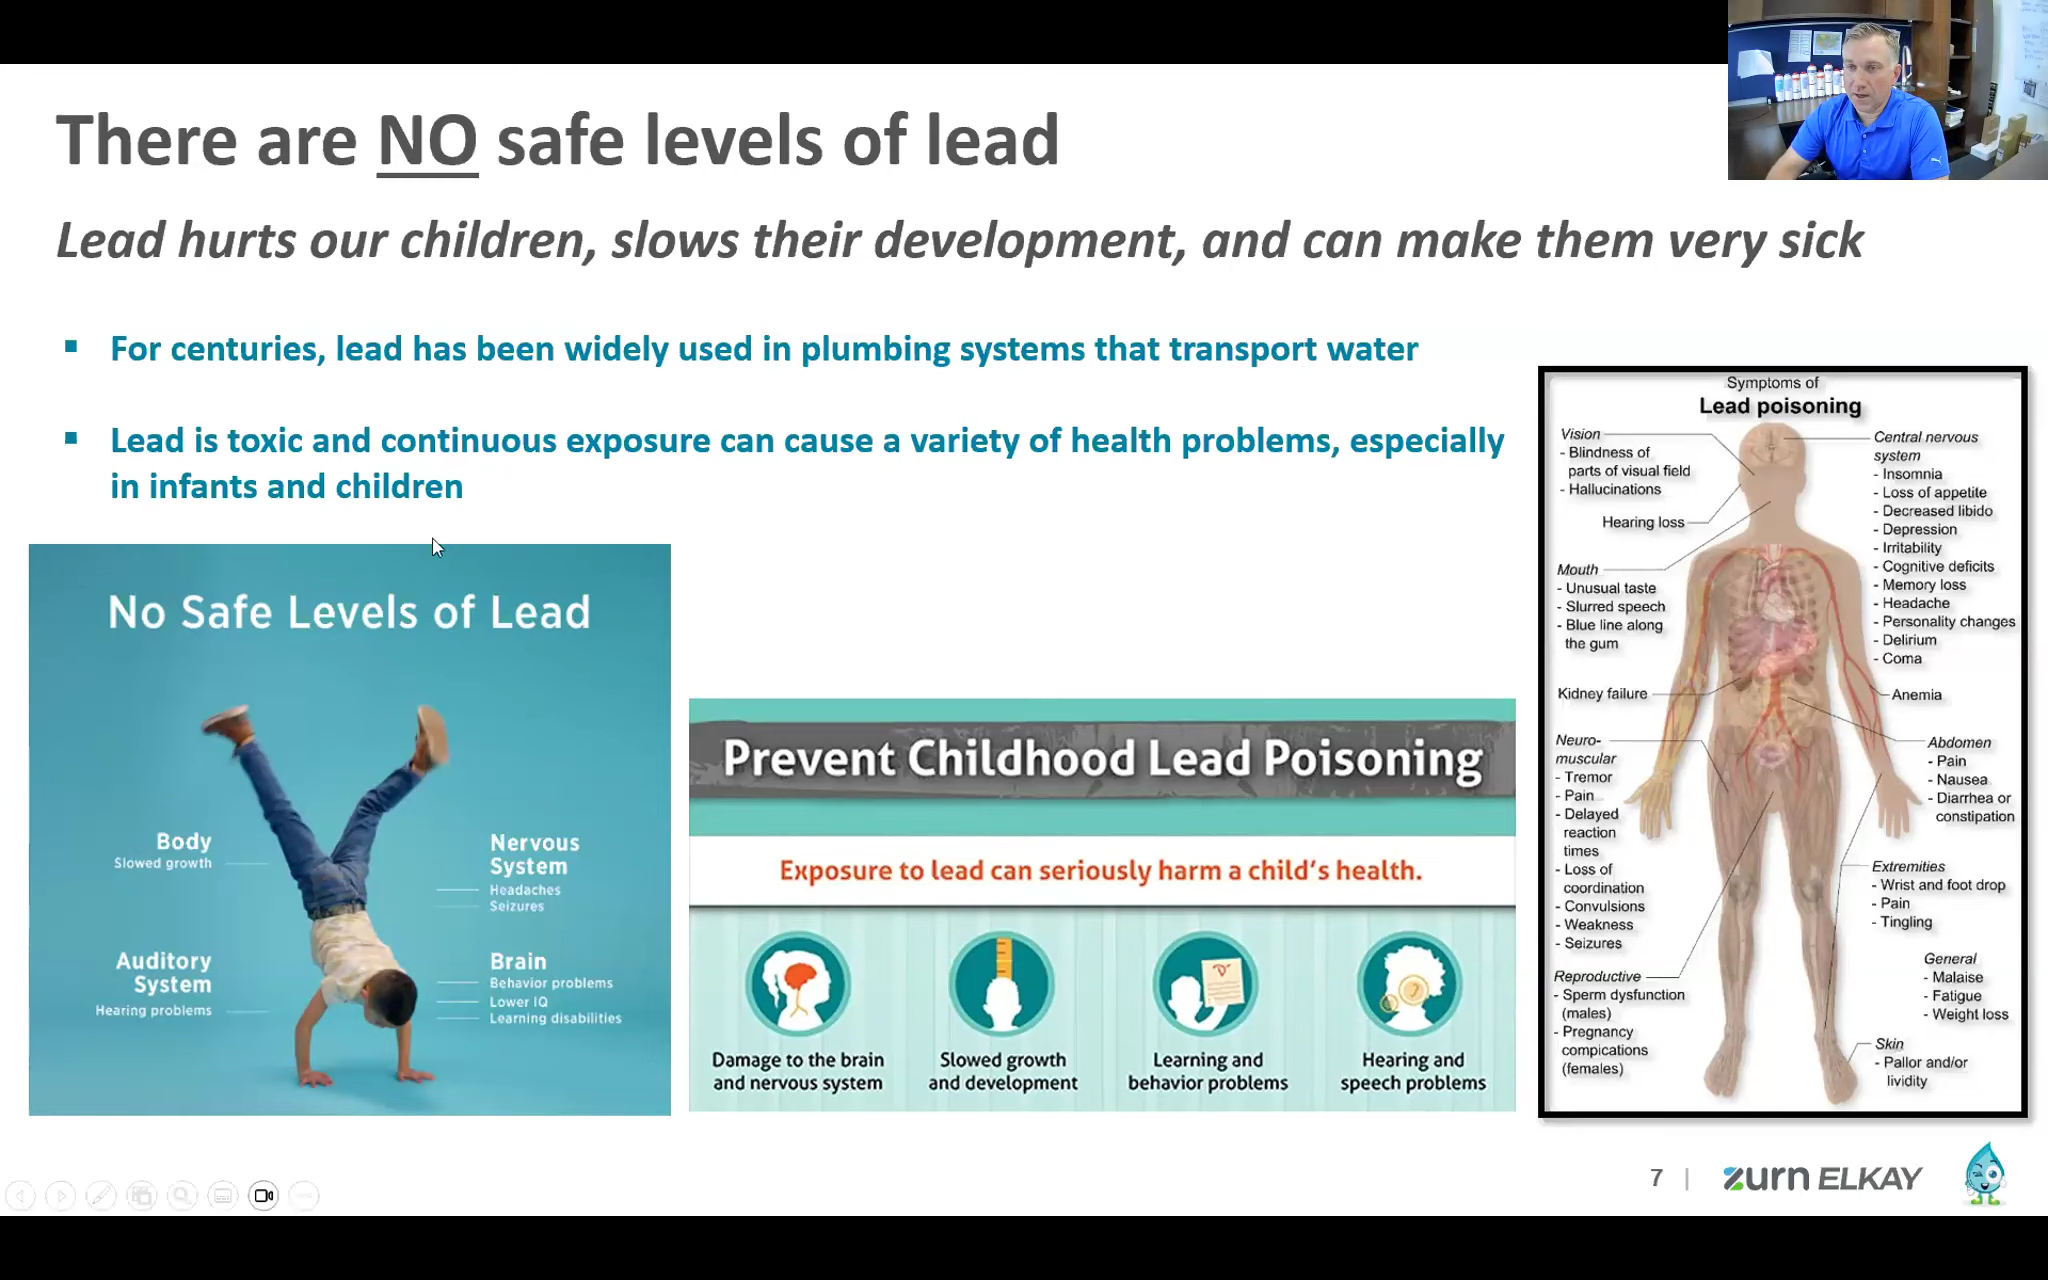 There are NO safe levels of lead
Lead hurts our children, slows their development, and can make them very sick
▪ For centuries, lead has been widely used in plumbing systems that transport water
▪ Lead is toxic and continuous exposure can cause a variety of health problems, especially
in infants and children
No Safe Levels of Lead
Body
Slowed growth
Auditory
System
Hearing problems
Nervous
System
Headaches
Seizures
Brain
Behavior problems
Lower IQ
Learning disabilities
Prevent Childhood Lead Poisoning
Exposure to lead can seriously harm a child's health.
Damage to the brain
and nervous system
Slowed growth
and development
Learning and
behavior problems
Hearing and
speech problems
Symptoms of
Lead poisoning
Vision
- Blindness of
parts of visual field
- Hallucinations
Hearing loss
Mouth
- Unusual taste
- Slurred speech
- Blue line along
the gum
Kidney failure
Neuro-
muscular
- Tremor
- Pain
- Delayed
reaction
times
- Loss of
coordination
- Convulsions
- Weakness
- Seizures
Reproductive
- Sperm dysfunction
(males)
- Pregnancy
compications
(females)
Central nervous
system
- Insomnia
- Loss of appetite
- Decreased libido
- Depression
- Irritability
- Cognitive deficits
- Memory loss
- Headache
- Personality changes
- Delirium
- Coma
Anemia
Abdomen
- Pain
- Nausea
- Diarrhea or
constipation
Extremities
- Wrist and foot drop
- Pain
- Tingling
General
- Malaise
- Fatigue
- Weight loss
Skin
- Pallor and/or
lividity
7 | zurn ELKAY